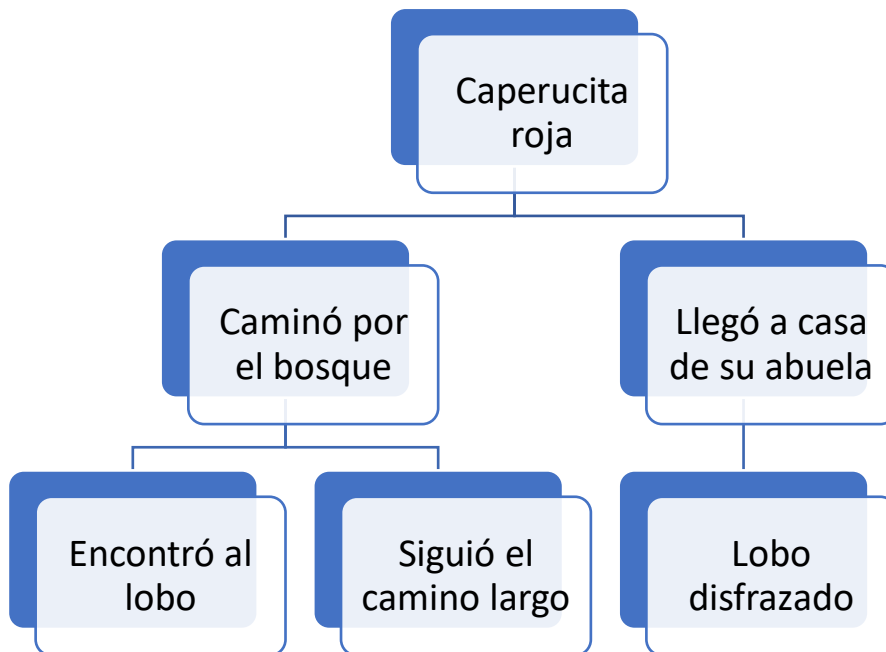 Caperucita
roja
Caminó por
el bosque
Llegó a casa
de su abuela
Encontró al
lobo
Siguió el
camino largo
Lobo
disfrazado